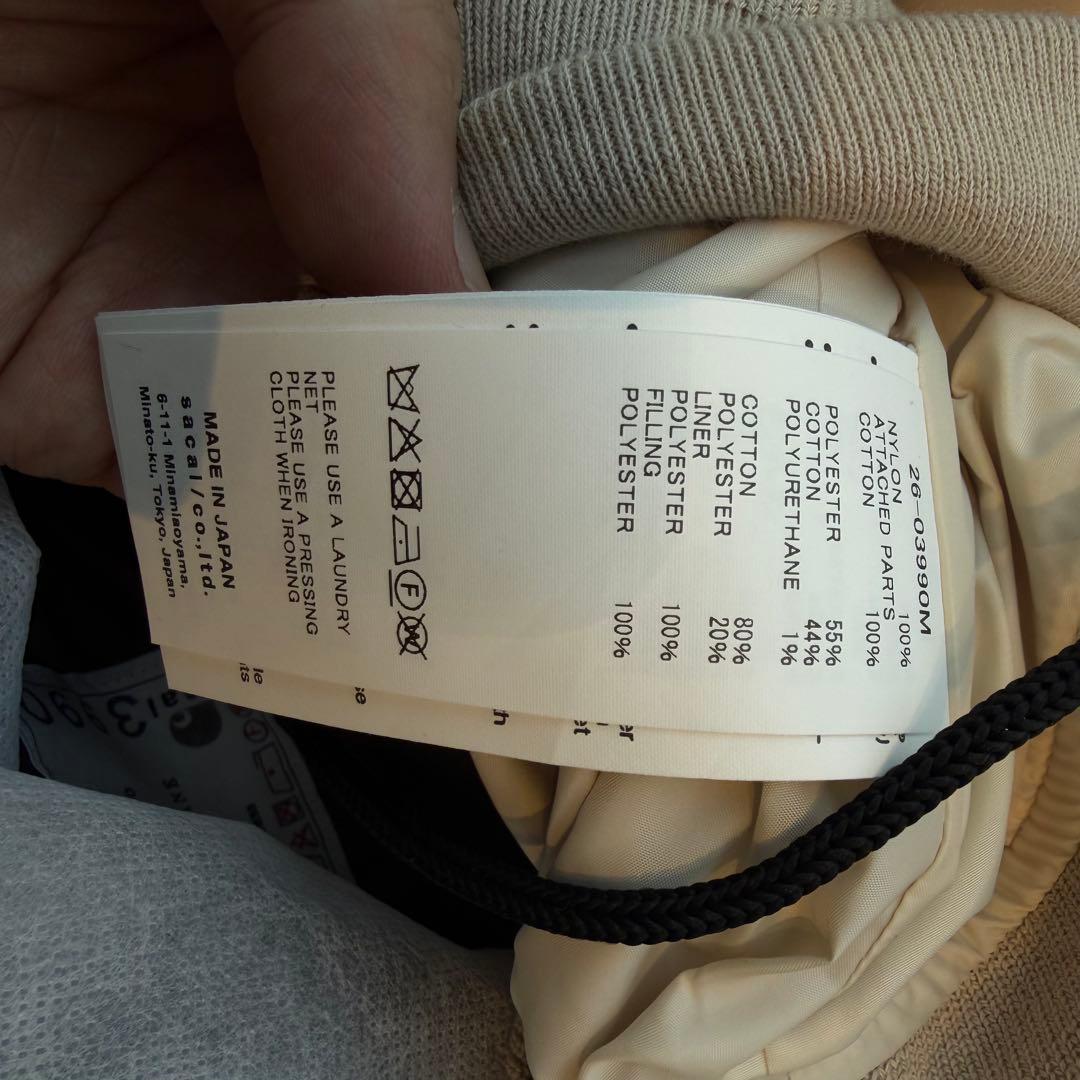 26-03990M
NYLON 100%
ATTACHED PARTS
COTTON 100%
POLYESTER 55%
COTTON 44%
POLYURETHANE 1%
COTTON 80%
POLYESTER 20%
LINER
POLYESTER 100%
FILLING
POLYESTER 100%
PLEASE USE A LAUNDRY
NET
PLEASE USE A PRESSING
CLOTH WHEN IRONING
MADE IN JAPAN
sacai/co.,ltd.
6-11-1 Minamiaoyama,
Minato-ku, Tokyo, Japan